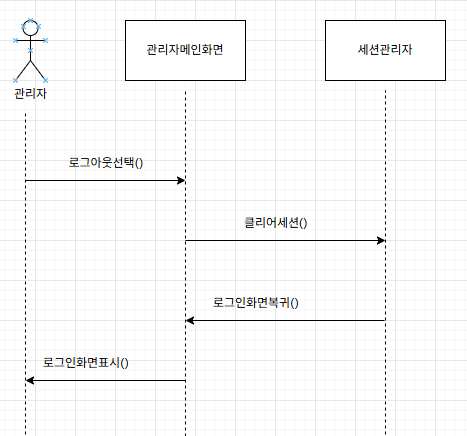 관리자메인화면
세션관리자
관리자
로그아웃선택()
클리어세션()
로그인화면복귀()
로그인화면표시()